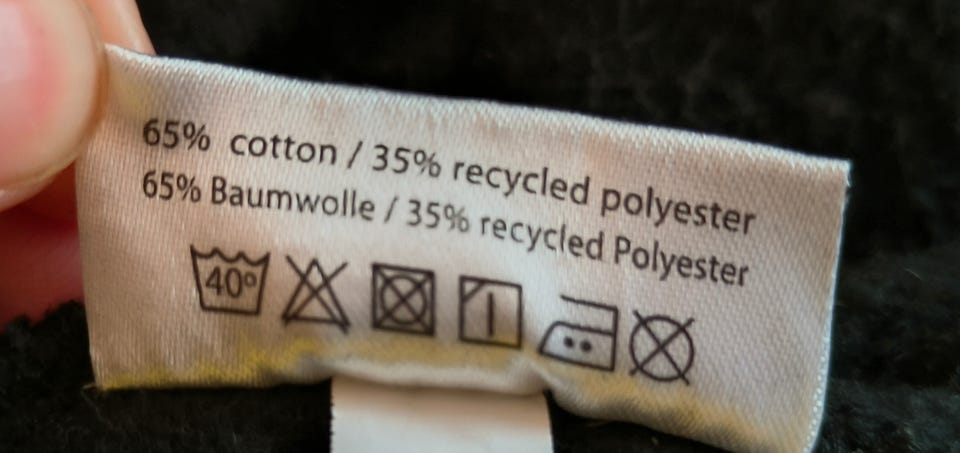 65% cotton / 35% recycled polyester
65% Baumwolle / 35% recycled Polyester
40°